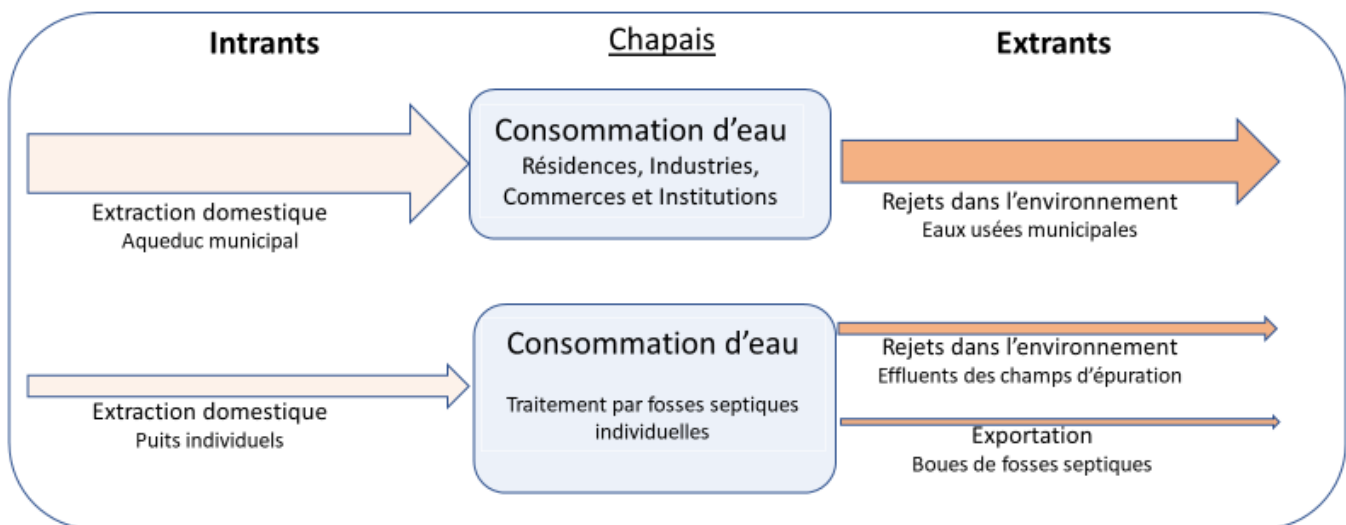 Intrants
Chapais
Extrants
Consommation d'eau
Résidences, Industries,
Commerces et Institutions
Extraction domestique
Aqueduc municipal
Rejets dans l'environnement
Eaux usées municipales
Consommation d'eau
Traitement par fosses septiques
individuelles
Extraction domestique
Puits individuels
Rejets dans l'environnement
Effluents des champs d'épuration
Exportation
Boues de fosses septiques